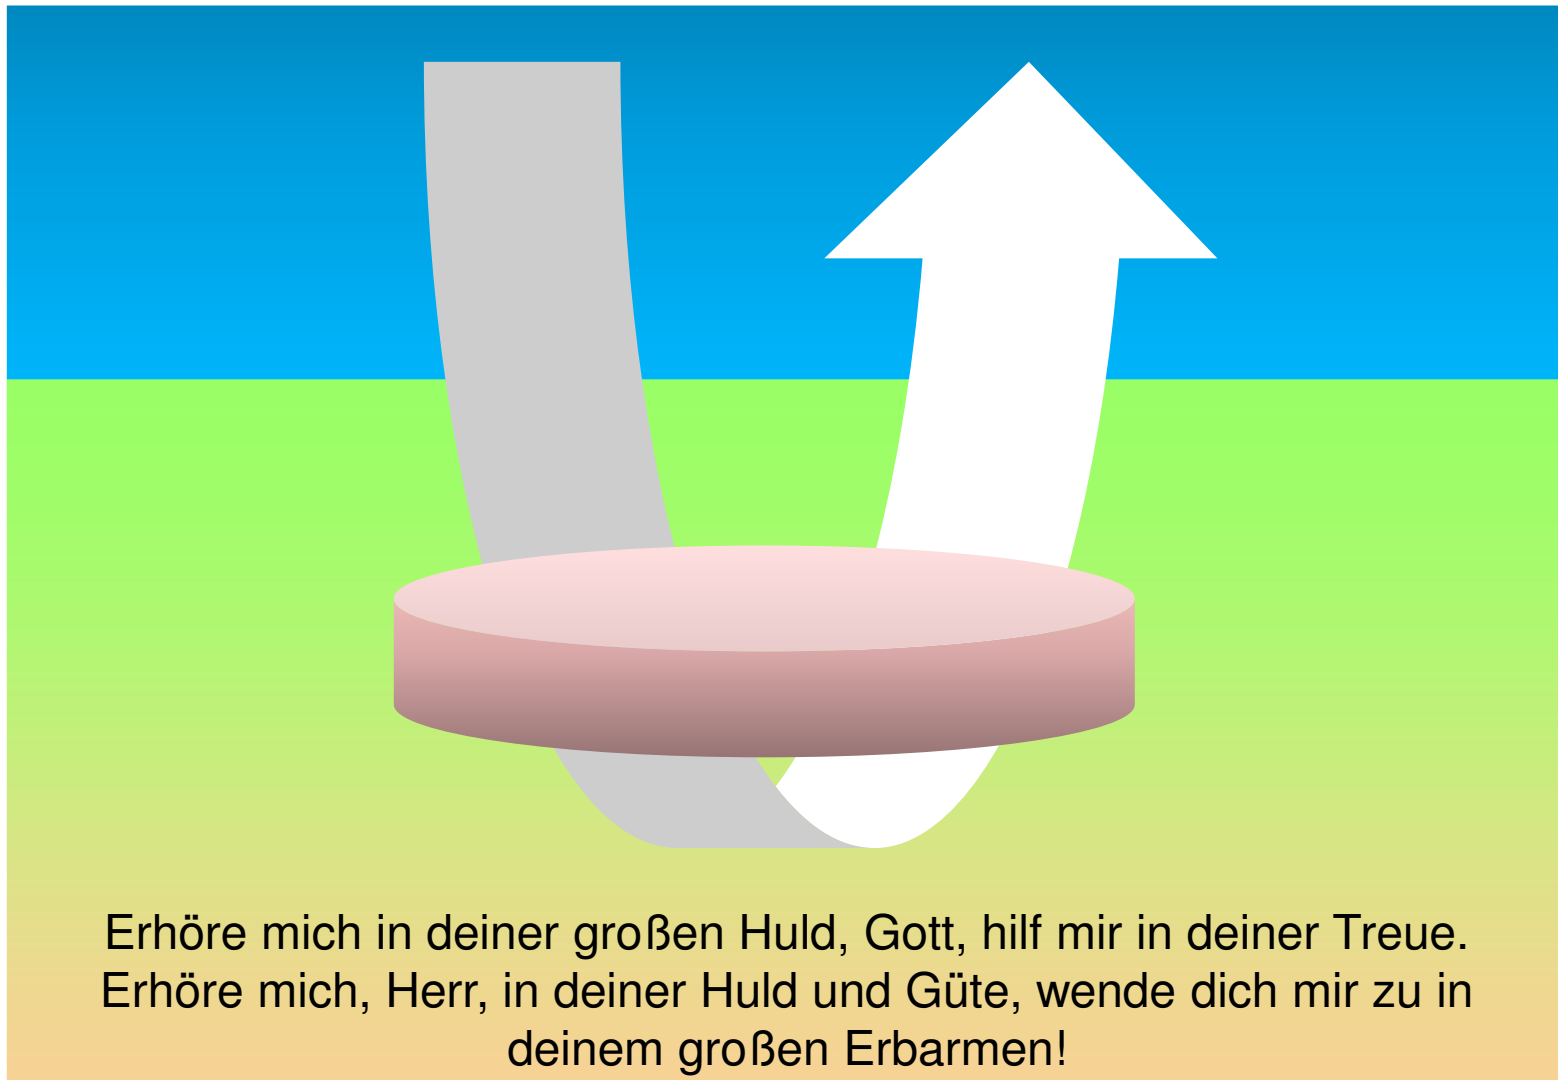 Erhöre mich in deiner großen Huld, Gott, hilf mir in deiner Treue.
Erhöre mich, Herr, in deiner Huld und Güte, wende dich mir zu in
deinem großen Erbarmen!